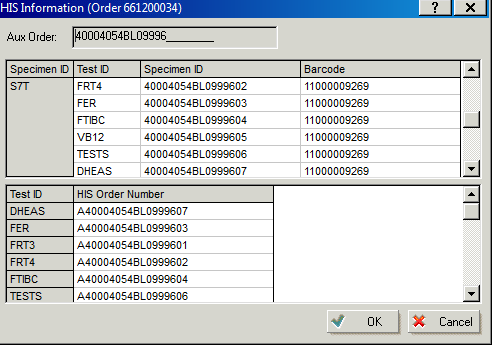 HIS Information (Order 661200034)
Aux Order: 40004054BL09996_________
Specimen ID Test ID Specimen ID Barcode
S7T FRT4 40004054BL0999602 11000009269
FER 40004054BL0999603 11000009269
FTIBC 40004054BL0999604 11000009269
VB12 40004054BL0999605 11000009269
TESTS 40004054BL0999606 11000009269
DHEAS 40004054BL0999607 11000009269
Test ID HIS Order Number
DHEAS A40004054BL0999607
FER A40004054BL0999603
FRT3 A40004054BL0999601
FRT4 A40004054BL0999602
FTIBC A40004054BL0999604
TESTS A40004054BL0999606
OK Cancel